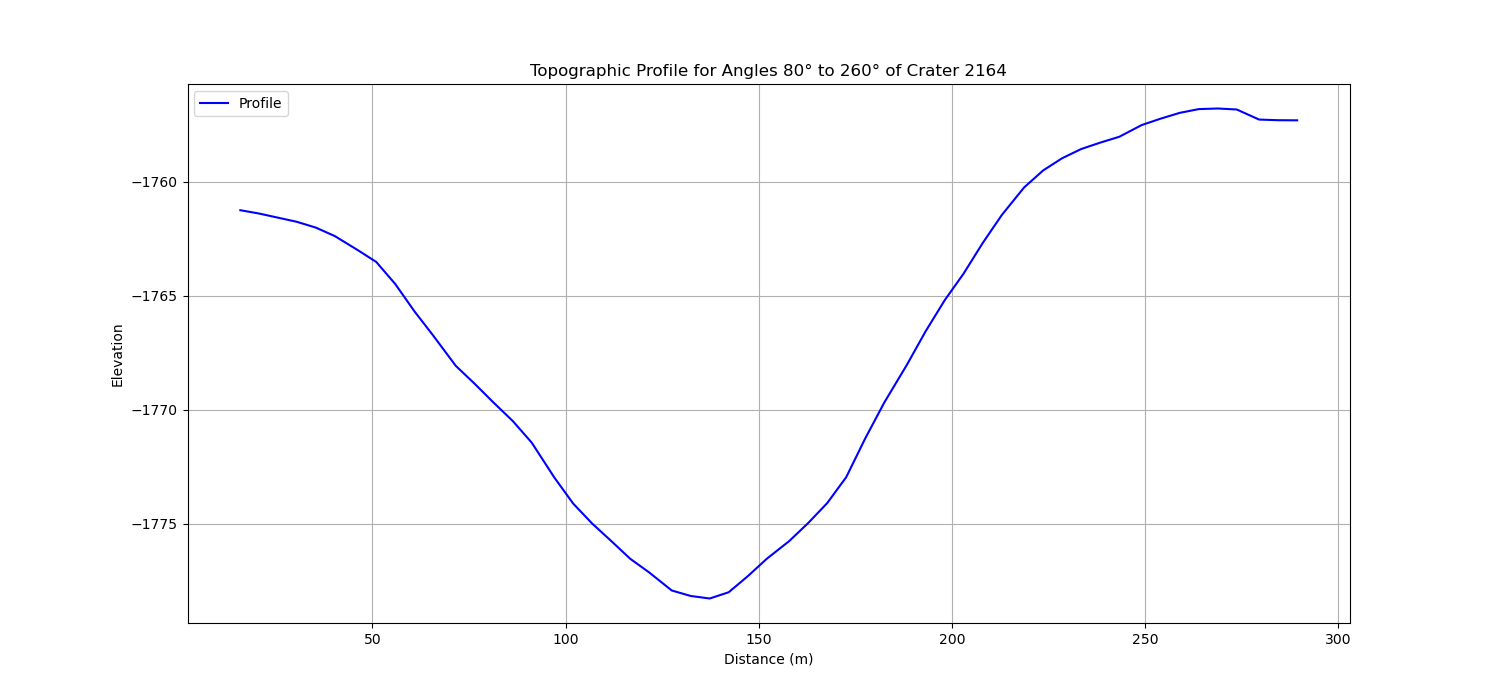 Topographic Profile for Angles 80° to 260° of Crater 2164
Profile
−1760
−1765
−1770
−1775
Elevation
50 100 150 200 250 300
Distance (m)